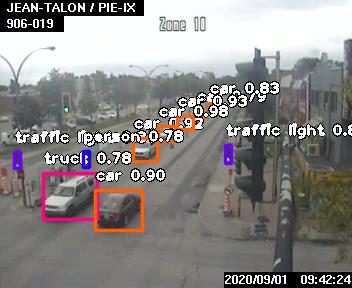 JEAN-TALON / PIE-IX
906-019
Zone 10
car 0.83
car 0.93
car 0.98
car 0.92
traffic light 0.8
person 0.78
truck 0.78
car 0.90
2020/09/01 09:42:24